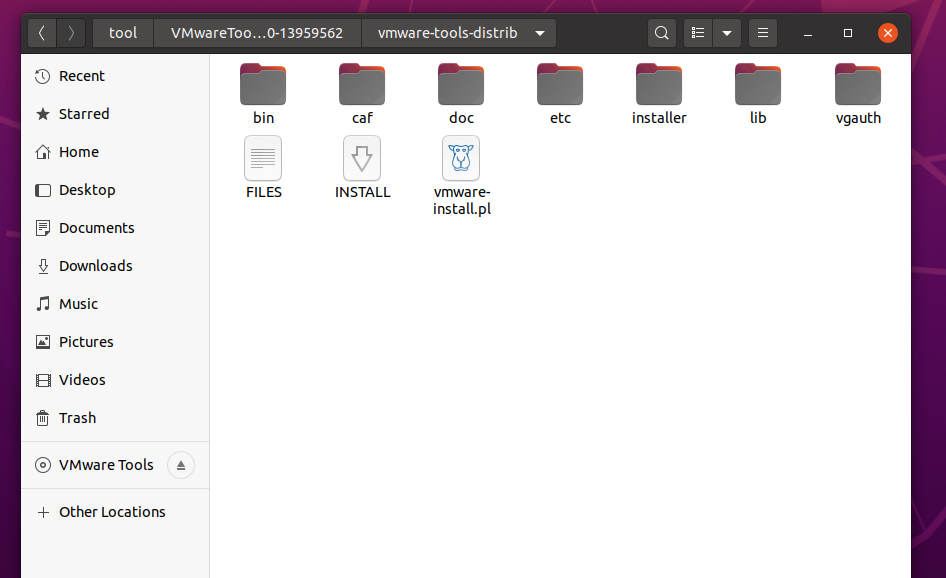 tool
VMwareToo...0-13959562
vmware-tools-distrib
Recent
Starred
Home
Desktop
Documents
Downloads
Music
Pictures
Videos
Trash
VMware Tools
Other Locations
bin
caf
doc
etc
installer
lib
vgauth
FILES
INSTALL
vmware-
install.pl